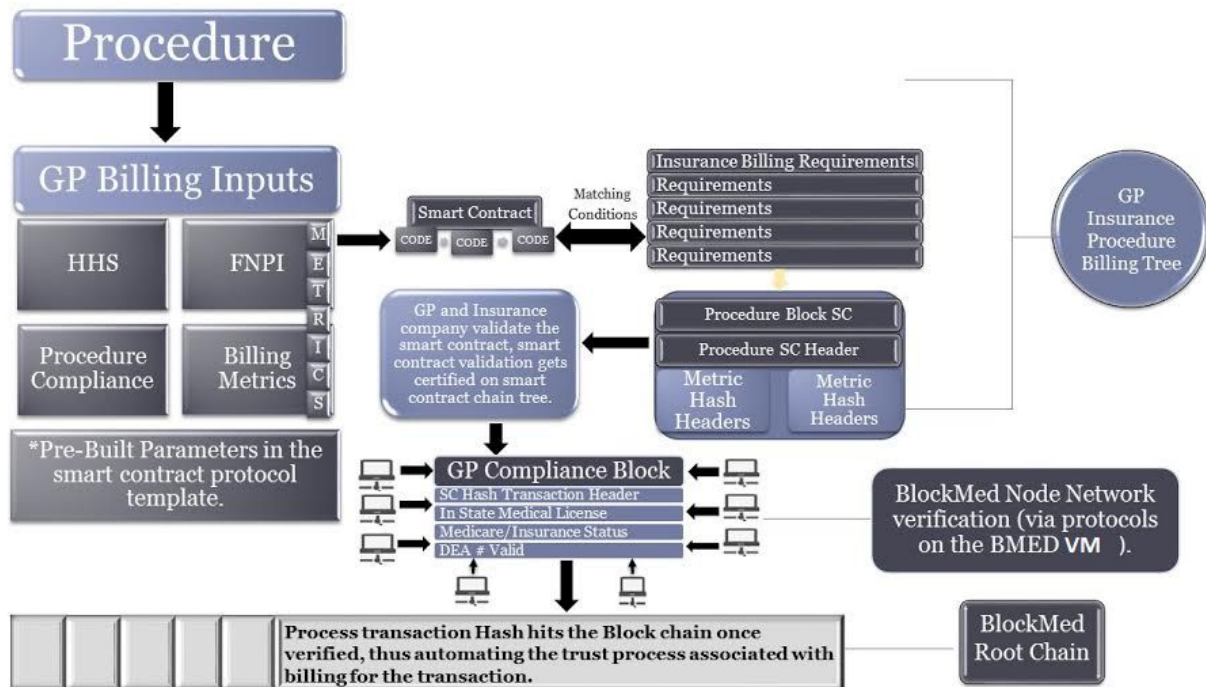 Procedure
GP Billing Inputs
HHS
FNPI
Procedure
Compliance
Billing
Metrics
M
E
T
R
I
C
S
*Pre-Built Parameters in the
smart contract protocol
template.
Smart Contract
CODE
CODE
CODE
Matching
Conditions
Insurance Billing Requirements
Requirements
Requirements
Requirements
Requirements
GP
Insurance
Procedure
Billing Tree
Procedure Block SC
Procedure SC Header
Metric
Hash
Headers
Metric
Hash
Headers
GP and Insurance
company validate the
smart contract, smart
contract validation gets
certified on smart
contract chain tree.
GP Compliance Block
SC Hash Transaction Header
In State Medical License
Medicare/Insurance Status
DEA # Valid
BlockMed Node Network
verification (via protocols
on the BMED VM ).
Process transaction Hash hits the Block chain once
verified, thus automating the trust process associated with
billing for the transaction.
BlockMed
Root Chain